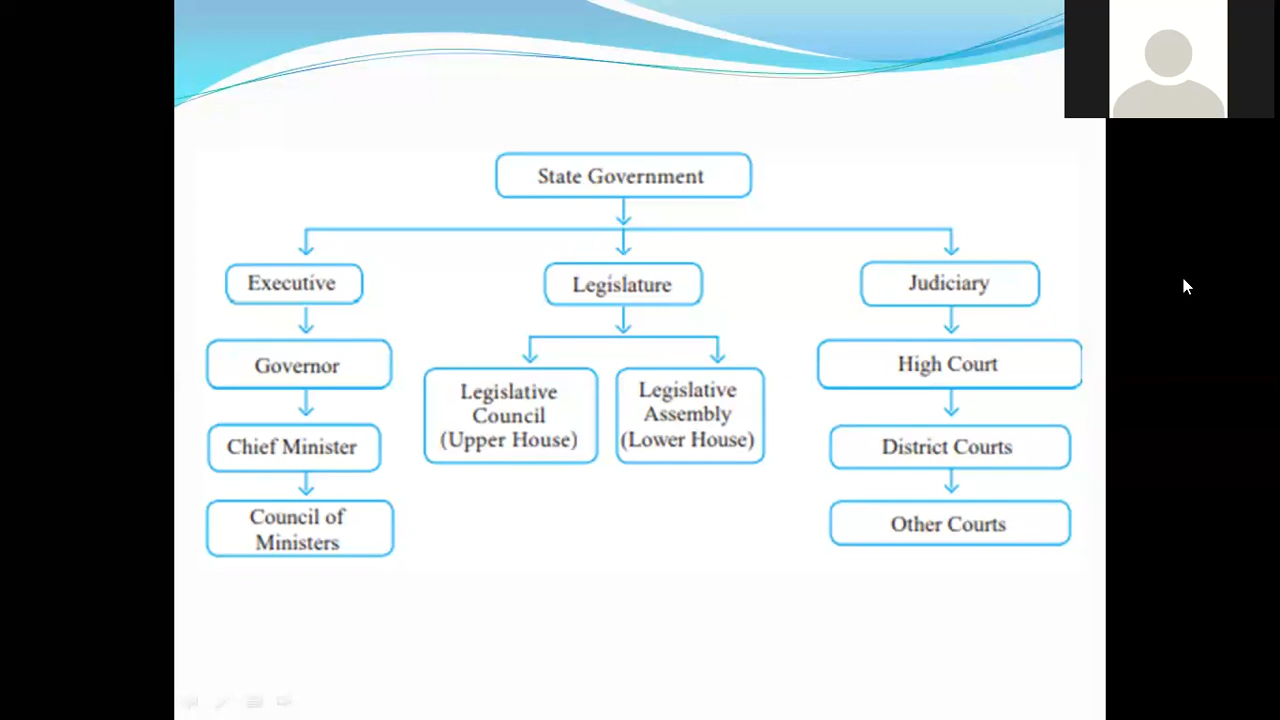 State Government
Executive
Legislature
Judiciary
Governor
Chief Minister
Council of
Ministers
Legislative
Council
(Upper House)
Legislative
Assembly
(Lower House)
High Court
District Courts
Other Courts